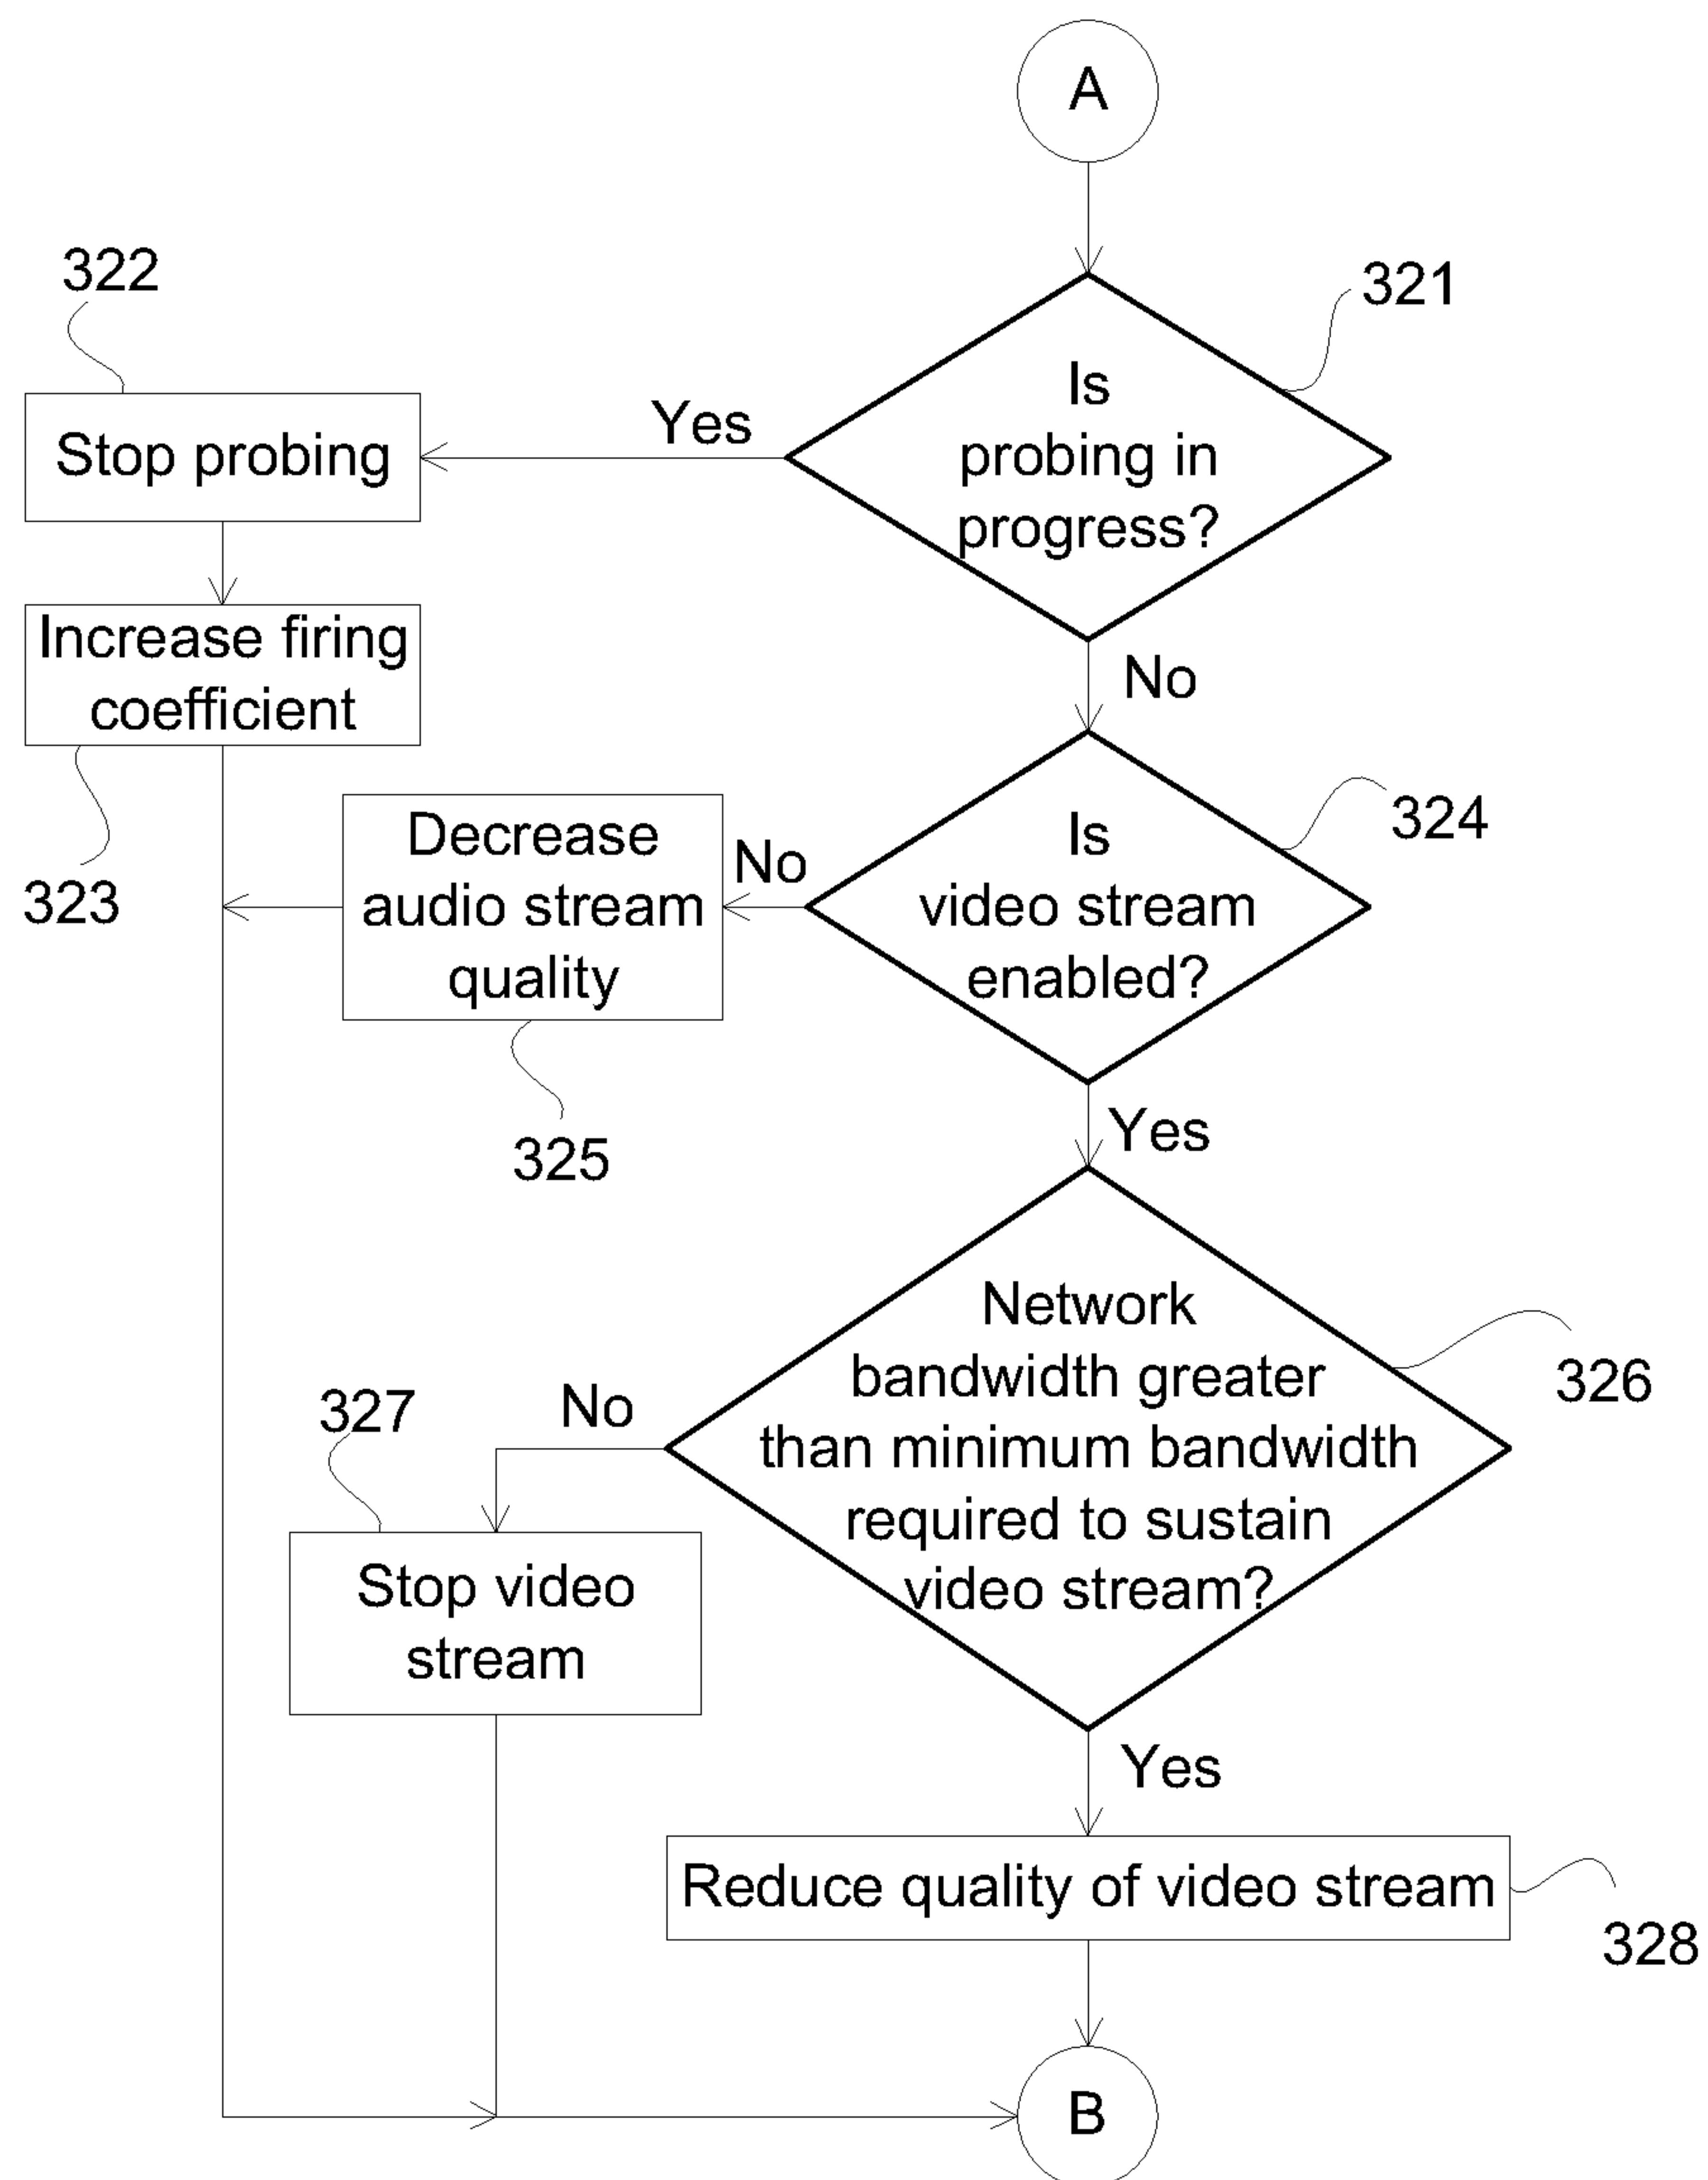 A
322
321
Is
probing in
progress?
Yes
Stop probing
Increase firing
coefficient
No
323
Decrease
audio stream
quality
No
Is
video stream
enabled?
324
325
Yes
Network
bandwidth greater
than minimum bandwidth
required to sustain
video stream?
326
327
No
Stop video
stream
Yes
Reduce quality of video stream
328
B